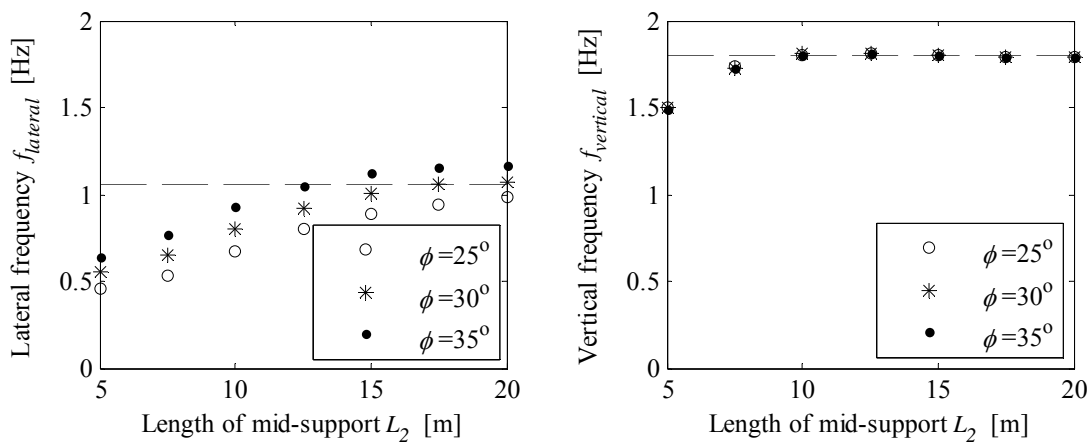 Lateral frequency f_lateral [Hz]
2
1.5
1
0.5
0
5 10 15 20
Length of mid-support L_2 [m]
ϕ=25°
ϕ=30°
ϕ=35°
Vertical frequency f_vertical [Hz]
2
1.5
1
0.5
0
5 10 15 20
Length of mid-support L_2 [m]
ϕ=25°
ϕ=30°
ϕ=35°